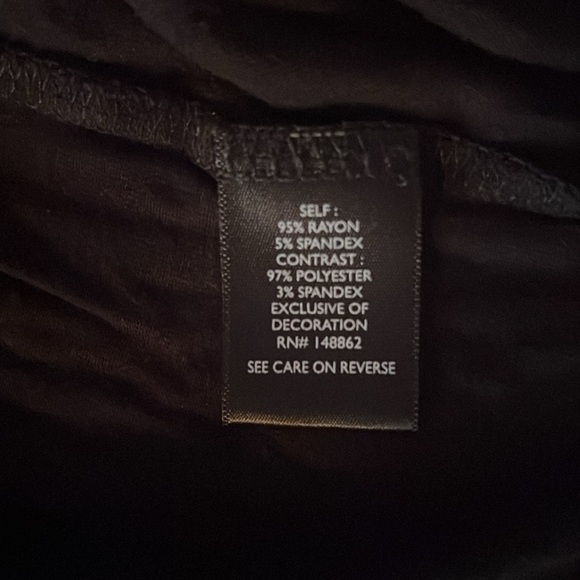 SELF :
95% RAYON
5% SPANDEX
CONTRAST :
97% POLYESTER
3% SPANDEX
EXCLUSIVE OF
DECORATION
RN# 148862
SEE CARE ON REVERSE